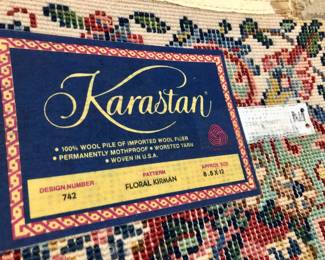 Karastan®
• 100% WOOL PILE OF IMPORTED WOOL FIBER
• PERMANENTLY MOTHPROOF • WORSTED YARN
• WOVEN IN U.S.A.
DESIGN NUMBER
742
PATTERN
FLORAL KIRMAN
APPROX. SIZE
8.8 X 12